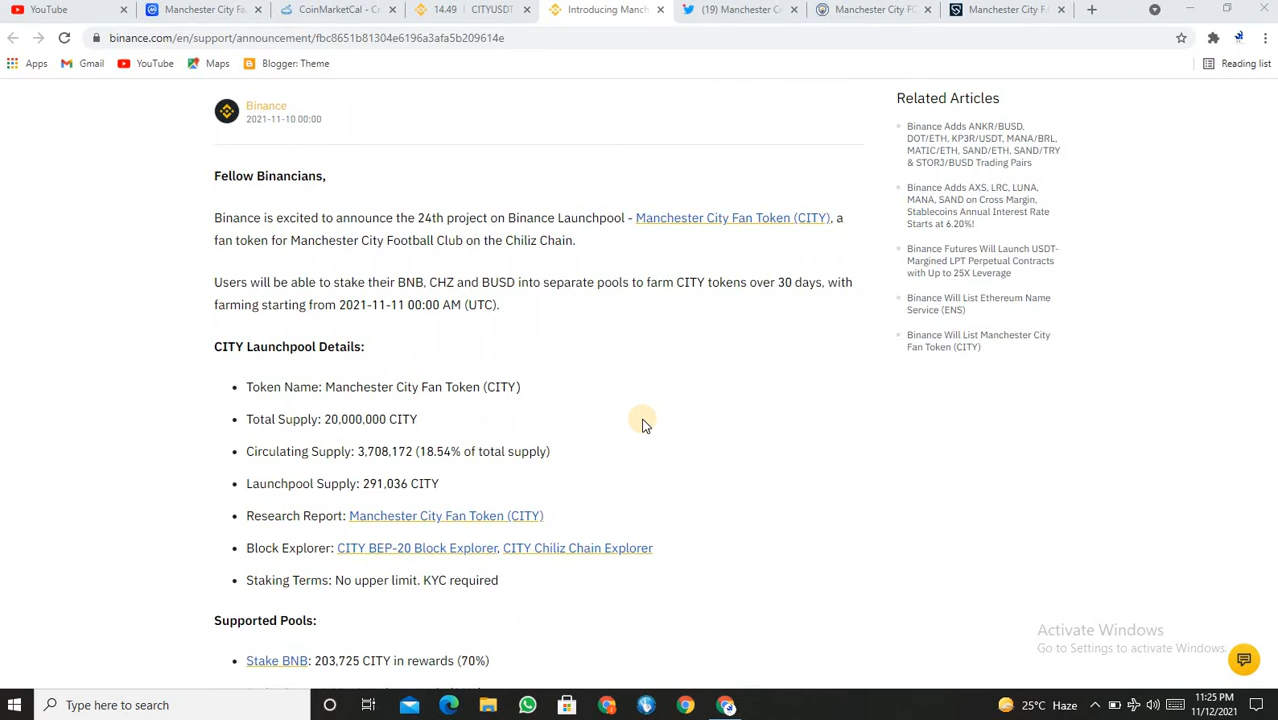 YouTube
Manchester City Fa
CoinMarketCal - Cr
14.49 | CITYUSDT
Introducing Manch
(19) Manchester C
Manchester City FC
Manchester City F.
binance.com/en/support/announcement/fbc8651b81304e6196a3afa5b209614e
Apps
Gmail
YouTube
Maps
Blogger: Theme
Reading list
Binance
2021-11-10 00:00
Fellow Binancians,
Binance is excited to announce the 24th project on Binance Launchpool - Manchester City Fan Token (CITY), a
fan token for Manchester City Football Club on the Chiliz Chain.
Users will be able to stake their BNB, CHZ and BUSD into separate pools to farm CITY tokens over 30 days, with
farming starting from 2021-11-11 00:00 AM (UTC).
CITY Launchpool Details:
Token Name: Manchester City Fan Token (CITY)
Total Supply: 20,000,000 CITY
Circulating Supply: 3,708,172 (18.54% of total supply)
Launchpool Supply: 291,036 CITY
Research Report: Manchester City Fan Token (CITY)
Block Explorer: CITY BEP-20 Block Explorer, CITY Chiliz Chain Explorer
Staking Terms: No upper limit. KYC required
Supported Pools:
Stake BNB: 203,725 CITY in rewards (70%)
Related Articles
Binance Adds ANKR/BUSD,
DOT/ETH, KP3R/USDT, MANA/BRL,
MATIC/ETH, SAND/ETH, SAND/TRY
& STORJ/BUSD Trading Pairs
Binance Adds AXS, LRC, LUNA,
MANA, SAND on Cross Margin,
Stablecoins Annual Interest Rate
Starts at 6.20%!
Binance Futures Will Launch USDT-
Margined LPT Perpetual Contracts
with Up to 25X Leverage
Binance Will List Ethereum Name
Service (ENS)
Binance Will List Manchester City
Fan Token (CITY)
Activate Windows
Go to Settings to activate Windows.
Type here to search
25°C Haze
11:25 PM
11/12/2021